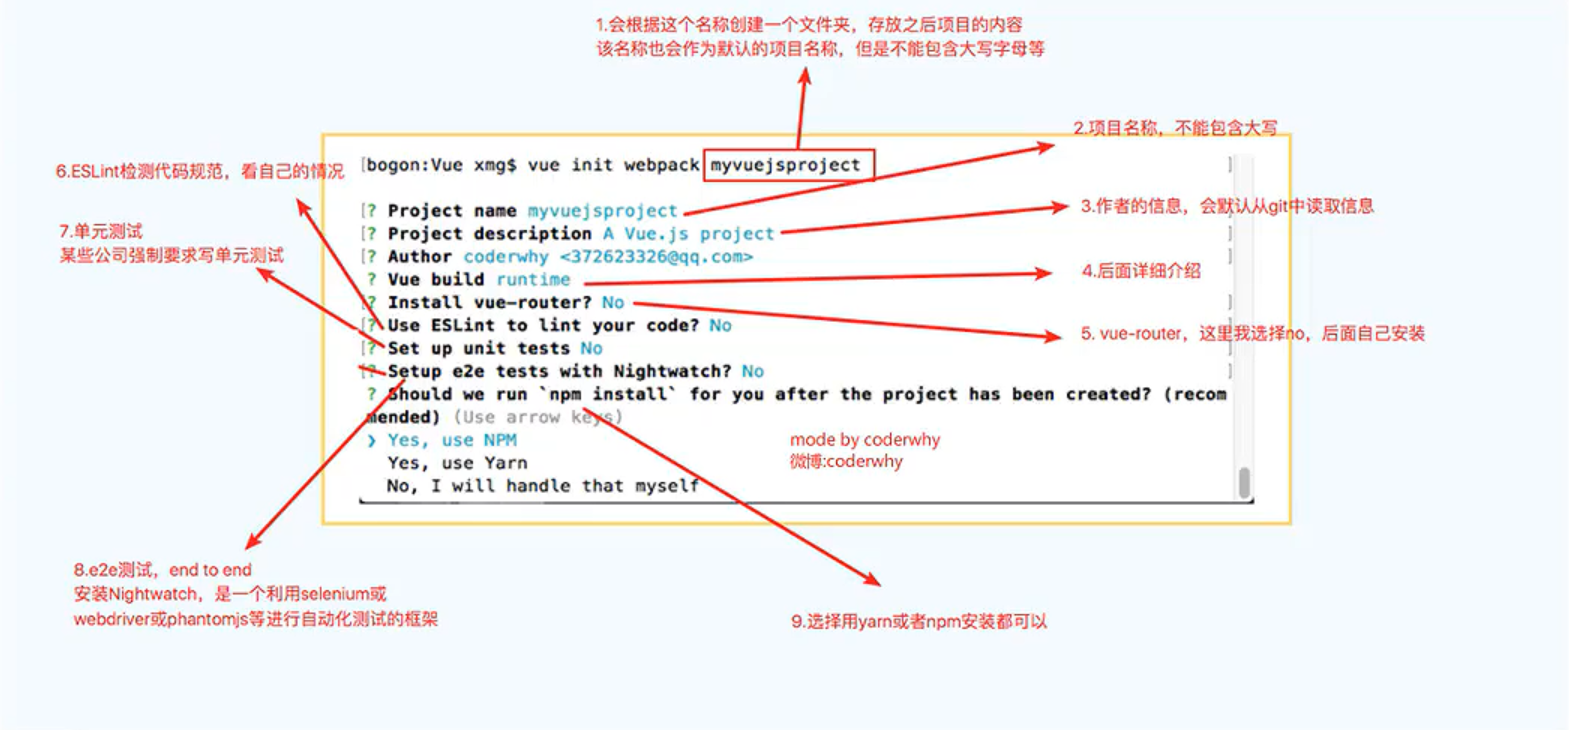 1.会根据这个名称创建一个文件夹，存放之后项目的内容
该名称也会作为默认的项目名称，但是不能包含大写字母等
2.项目名称，不能包含大写
[bogon:Vue xmg$ vue init webpack myvuejsproject ]
6.ESLint检测代码规范，看自己的情况
[? Project name myvuejsproject ]
3.作者的信息，会默认从git中读取信息
7.单元测试
某些公司强制要求写单元测试
[? Project description A Vue.js project ]
[? Author coderwhy <372623326@qq.com> ]
? Vue build runtime
4.后面详细介绍
[? Install vue-router? No ]
[? Use ESLint to lint your code? No ]
5. vue-router，这里我选择no，后面自己安装
[? Set up unit tests No ]
[? Setup e2e tests with Nightwatch? No ]
? Should we run `npm install` for you after the project has been created? (recom
mended) (Use arrow keys)
❯ Yes, use NPM
Yes, use Yarn
No, I will handle that myself
mode by coderwhy
微博:coderwhy
8.e2e测试，end to end
安装Nightwatch，是一个利用selenium或
webdriver或phantomjs等进行自动化测试的框架
9.选择用yarn或者npm安装都可以